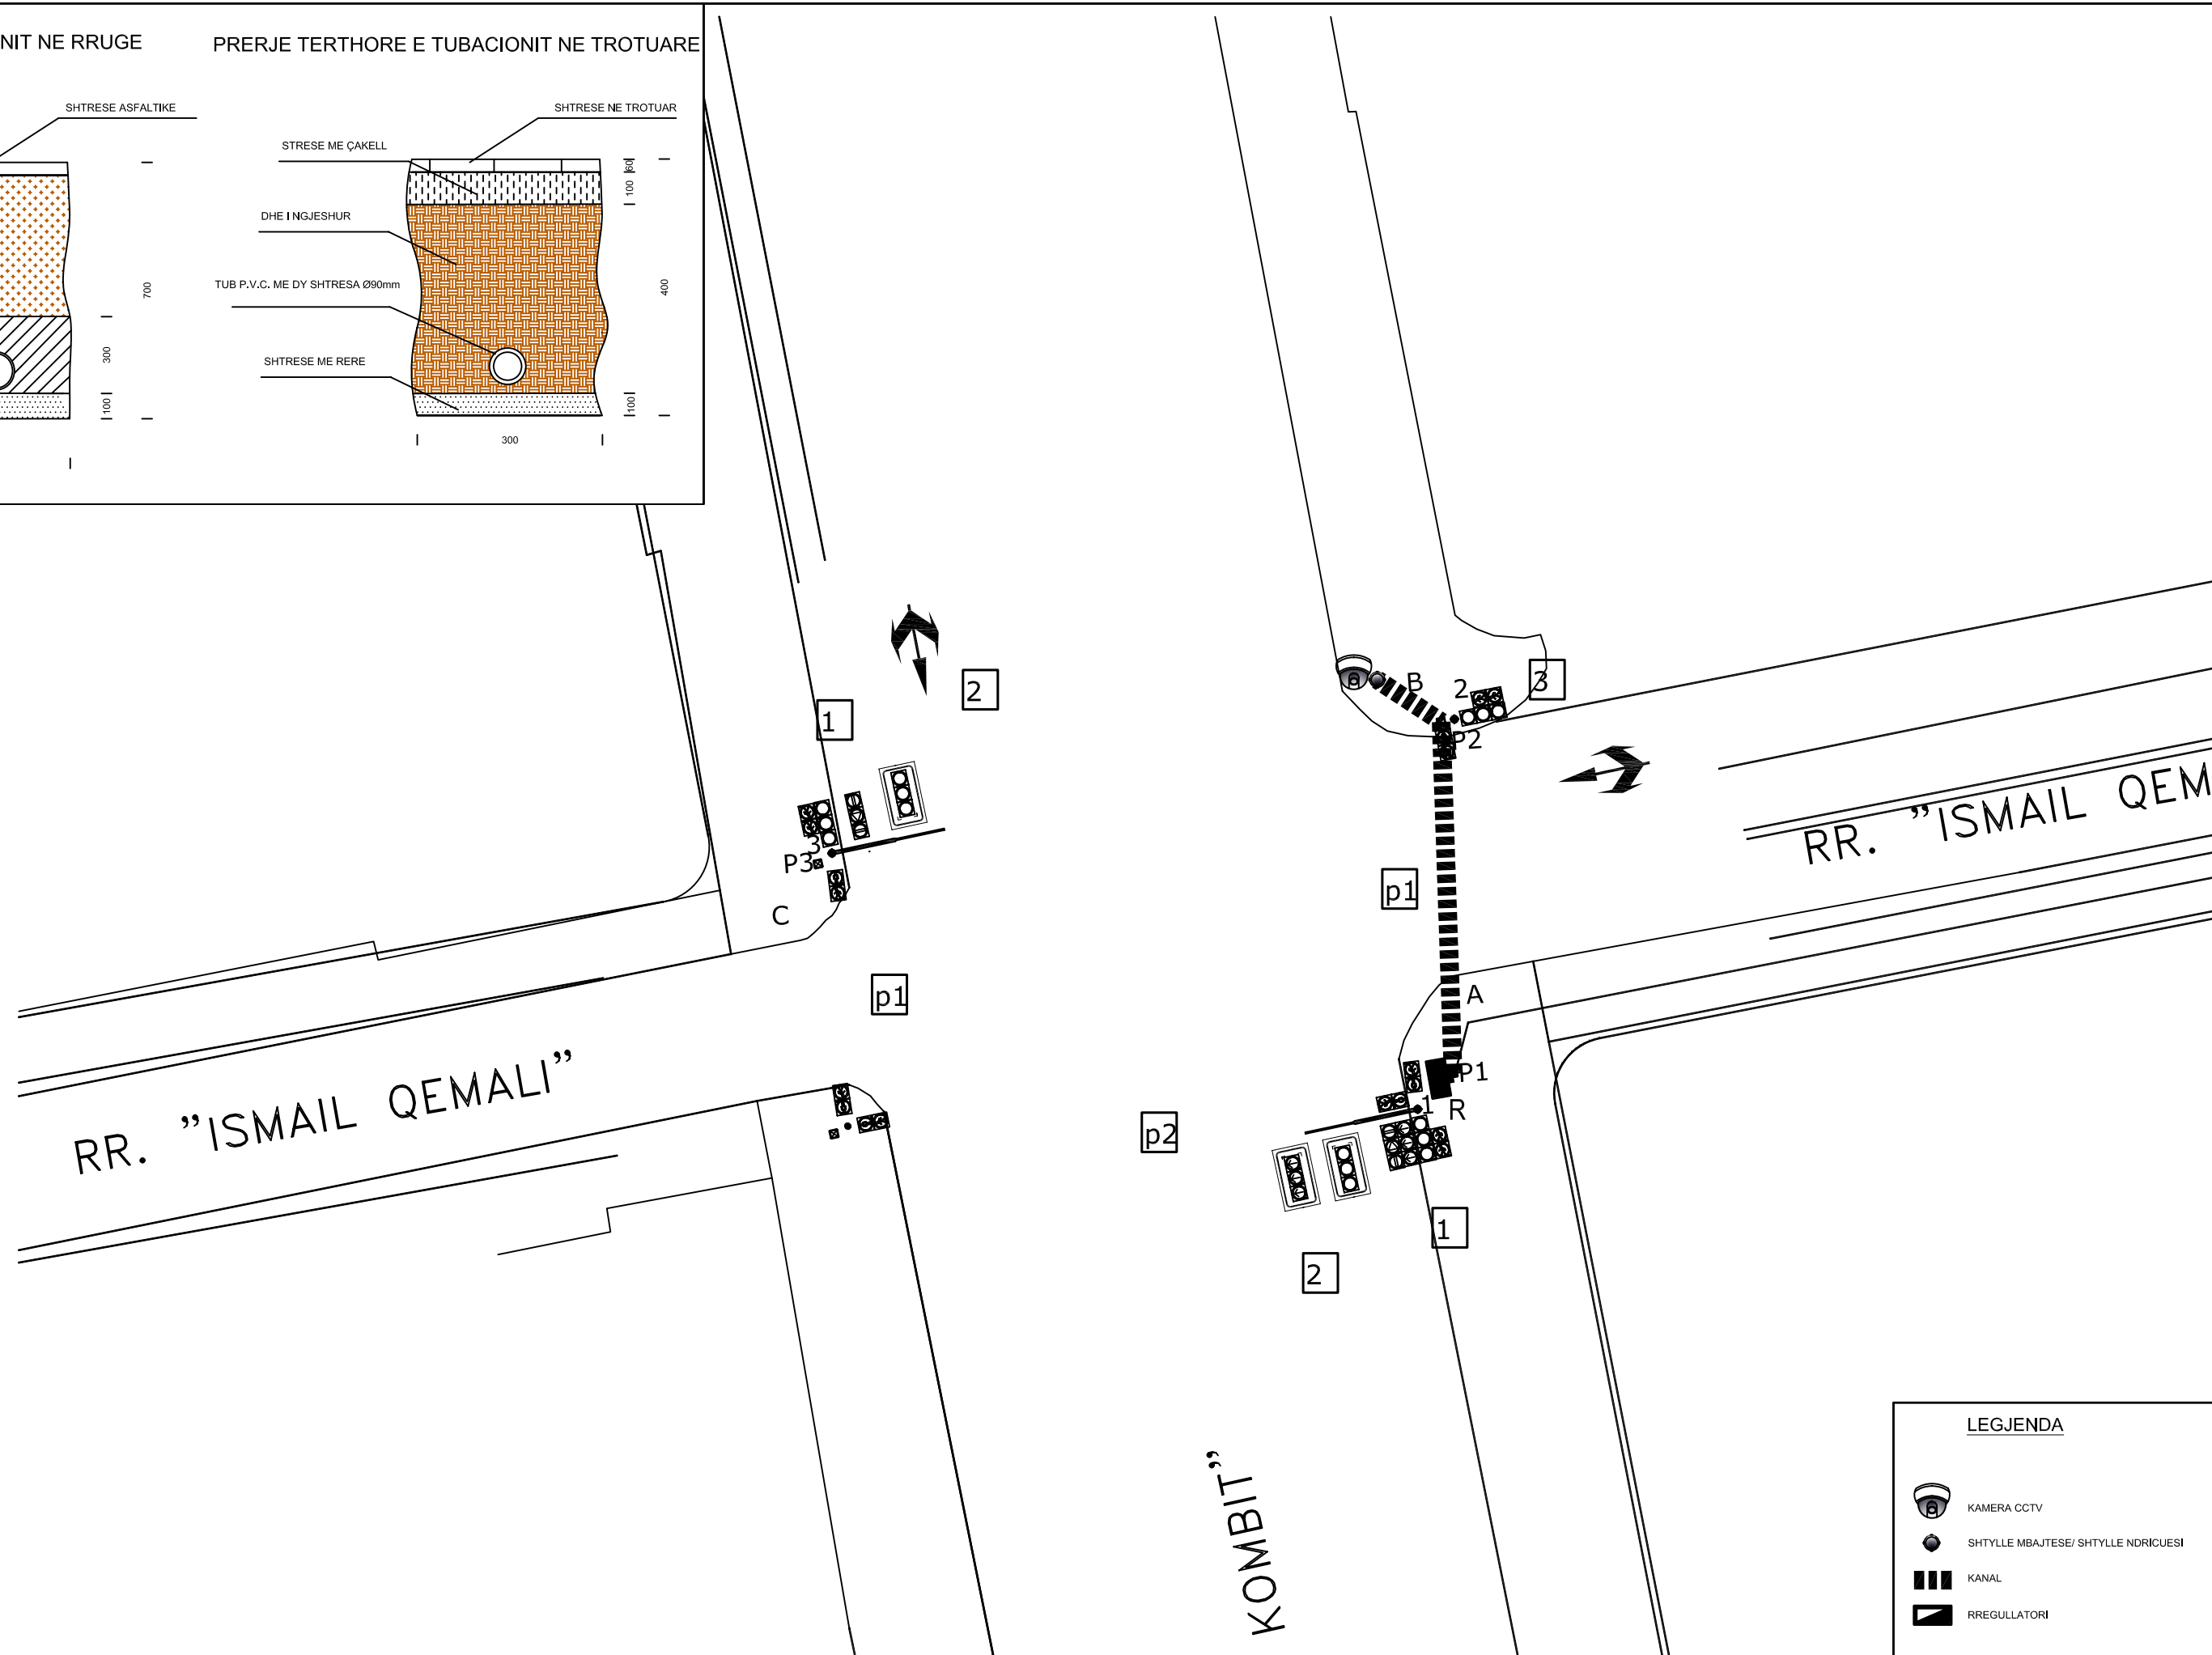 NIT NE RRUGE
PRERJE TERTHORE E TUBACIONIT NE TROTUARE
SHTRESE ASFALTIKE
SHTRESE NE TROTUAR
STRESE ME ÇAKELL
60
100
DHE I NGJESHUR
TUB P.V.C. ME DY SHTRESA Ø90mm
700
400
300
SHTRESE ME RERE
100
100
300
2
1
B
2
3
P2
3
P3
C
p1
p1
A
P1
1
R
p2
1
2
RR. "ISMAIL QEM
RR. "ISMAIL QEMALI"
KOMBIT"
LEGJENDA
KAMERA CCTV
SHTYLLE MBAJTESE/ SHTYLLE NDRICUESI
KANAL
RREGULLATORI